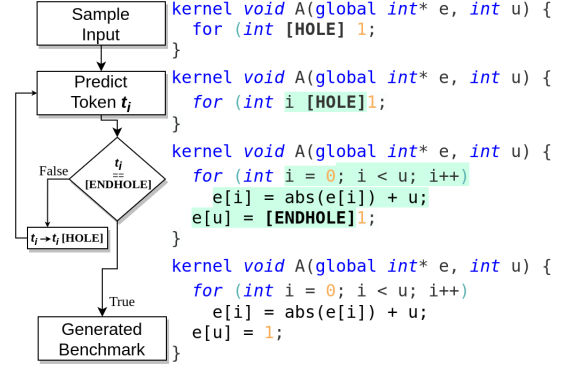 Sample
Input
kernel void A(global int* e, int u) {
for (int [HOLE] 1;
}
Predict
Token ti
kernel void A(global int* e, int u) {
for (int i [HOLE]1;
}
ti
==
[ENDHOLE]
False
ti→ti [HOLE]
True
kernel void A(global int* e, int u) {
for (int i = 0; i < u; i++)
e[i] = abs(e[i]) + u;
e[u] = [ENDHOLE]1;
}
Generated
Benchmark
kernel void A(global int* e, int u) {
for (int i = 0; i < u; i++)
e[i] = abs(e[i]) + u;
e[u] = 1;
}